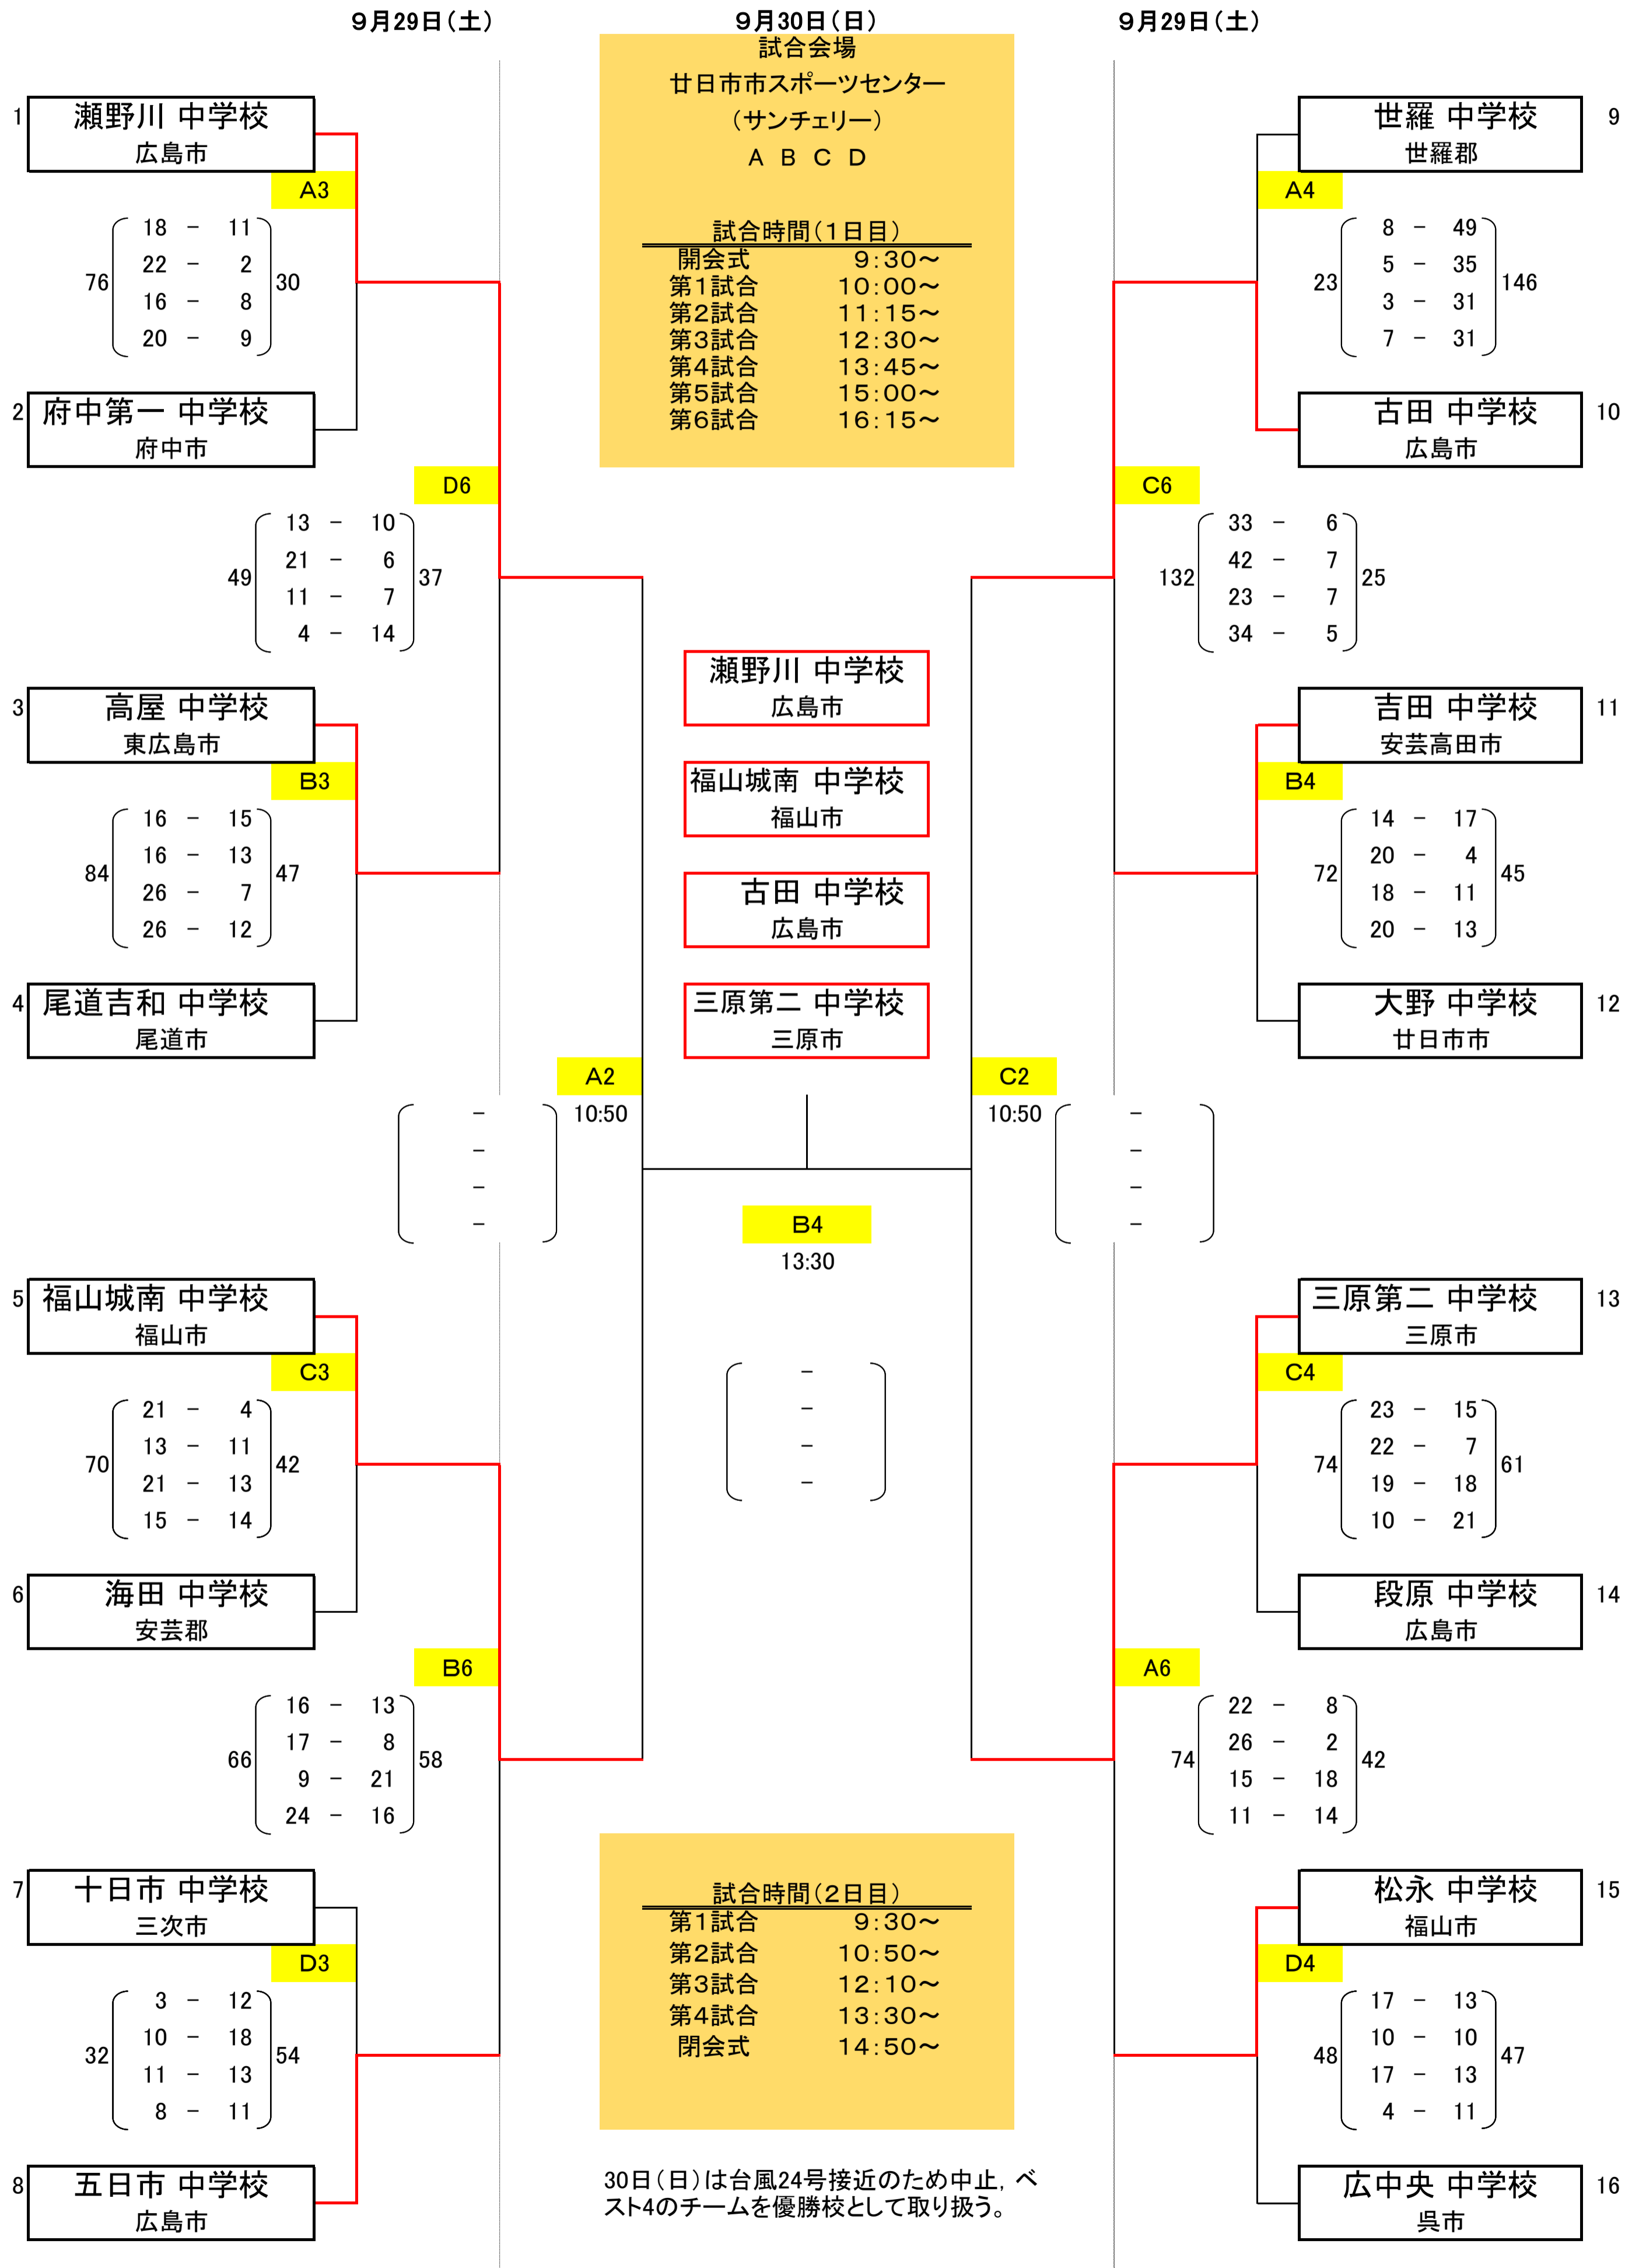 9月29日(土)
9月30日(日)
9月29日(土)
試合会場
廿日市市スポーツセンター
(サンチェリー)
A B C D
試合時間(1日目)
開会式 9:30~
第1試合 10:00~
第2試合 11:15~
第3試合 12:30~
第4試合 13:45~
第5試合 15:00~
第6試合 16:15~
1 瀬野川 中学校
広島市
A3
18 - 11
22 - 2
76 30
16 - 8
20 - 9
2 府中第一 中学校
府中市
D6
13 - 10
21 - 6
49 37
11 - 7
4 - 14
3 高屋 中学校
東広島市
B3
16 - 15
16 - 13
84 47
26 - 7
26 - 12
4 尾道吉和 中学校
尾道市
A2
10:50
-
-
-
-
5 福山城南 中学校
福山市
C3
21 - 4
13 - 11
70 42
21 - 13
15 - 14
6 海田 中学校
安芸郡
B6
16 - 13
17 - 8
66 58
9 - 21
24 - 16
7 十日市 中学校
三次市
D3
3 - 12
10 - 18
32 54
11 - 13
8 - 11
8 五日市 中学校
広島市
瀬野川 中学校
広島市
福山城南 中学校
福山市
古田 中学校
広島市
三原第二 中学校
三原市
B4
13:30
-
-
-
-
世羅 中学校 9
世羅郡
A4
8 - 49
5 - 35
23 146
3 - 31
7 - 31
古田 中学校 10
広島市
C6
33 - 6
42 - 7
132 25
23 - 7
34 - 5
吉田 中学校 11
安芸高田市
B4
14 - 17
20 - 4
72 45
18 - 11
20 - 13
大野 中学校 12
廿日市市
C2
10:50
-
-
-
-
三原第二 中学校 13
三原市
C4
23 - 15
22 - 7
74 61
19 - 18
10 - 21
段原 中学校 14
広島市
A6
22 - 8
26 - 2
74 42
15 - 18
11 - 14
松永 中学校 15
福山市
D4
17 - 13
10 - 10
48 47
17 - 13
4 - 11
広中央 中学校 16
呉市
試合時間(2日目)
第1試合 9:30~
第2試合 10:50~
第3試合 12:10~
第4試合 13:30~
閉会式 14:50~
30日(日)は台風24号接近のため中止,ベ
スト4のチームを優勝校として取り扱う。